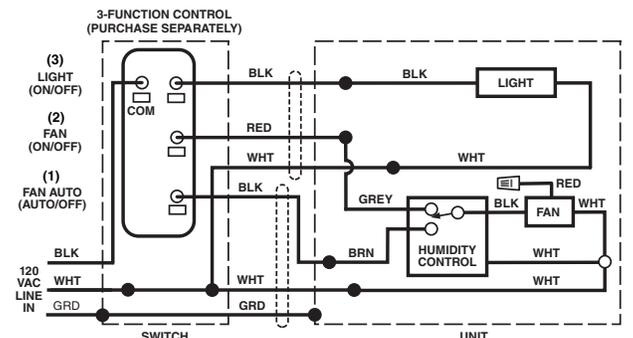 3-FUNCTION CONTROL
(PURCHASE SEPARATELY)
(3)
LIGHT
(ON/OFF)
COM
BLK
BLK
LIGHT
(2)
FAN
(ON/OFF)
RED
WHT
WHT
(1)
FAN AUTO
(AUTO/OFF)
BLK
GREY
RED
BLK
FAN
WHT
HUMIDITY
CONTROL
BRN
WHT
BLK
120
VAC
LINE
IN
WHT
WHT
WHT
GRD
GRD
SWITCH
UNIT